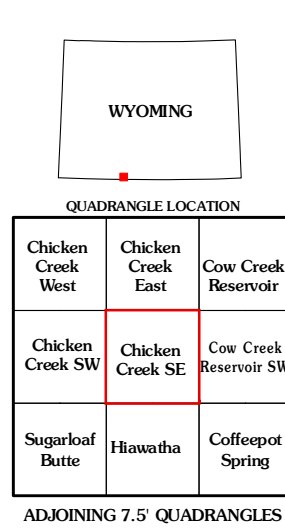 WYOMING
QUADRANGLE LOCATION
Chicken
Creek
West
Chicken
Creek
East
Cow Creek
Reservoir
Chicken
Creek SW
Chicken
Creek SE
Cow Creek
Reservoir SW
Sugarloaf
Butte
Hiawatha
Coffeepot
Spring
ADJOINING 7.5' QUADRANGLES